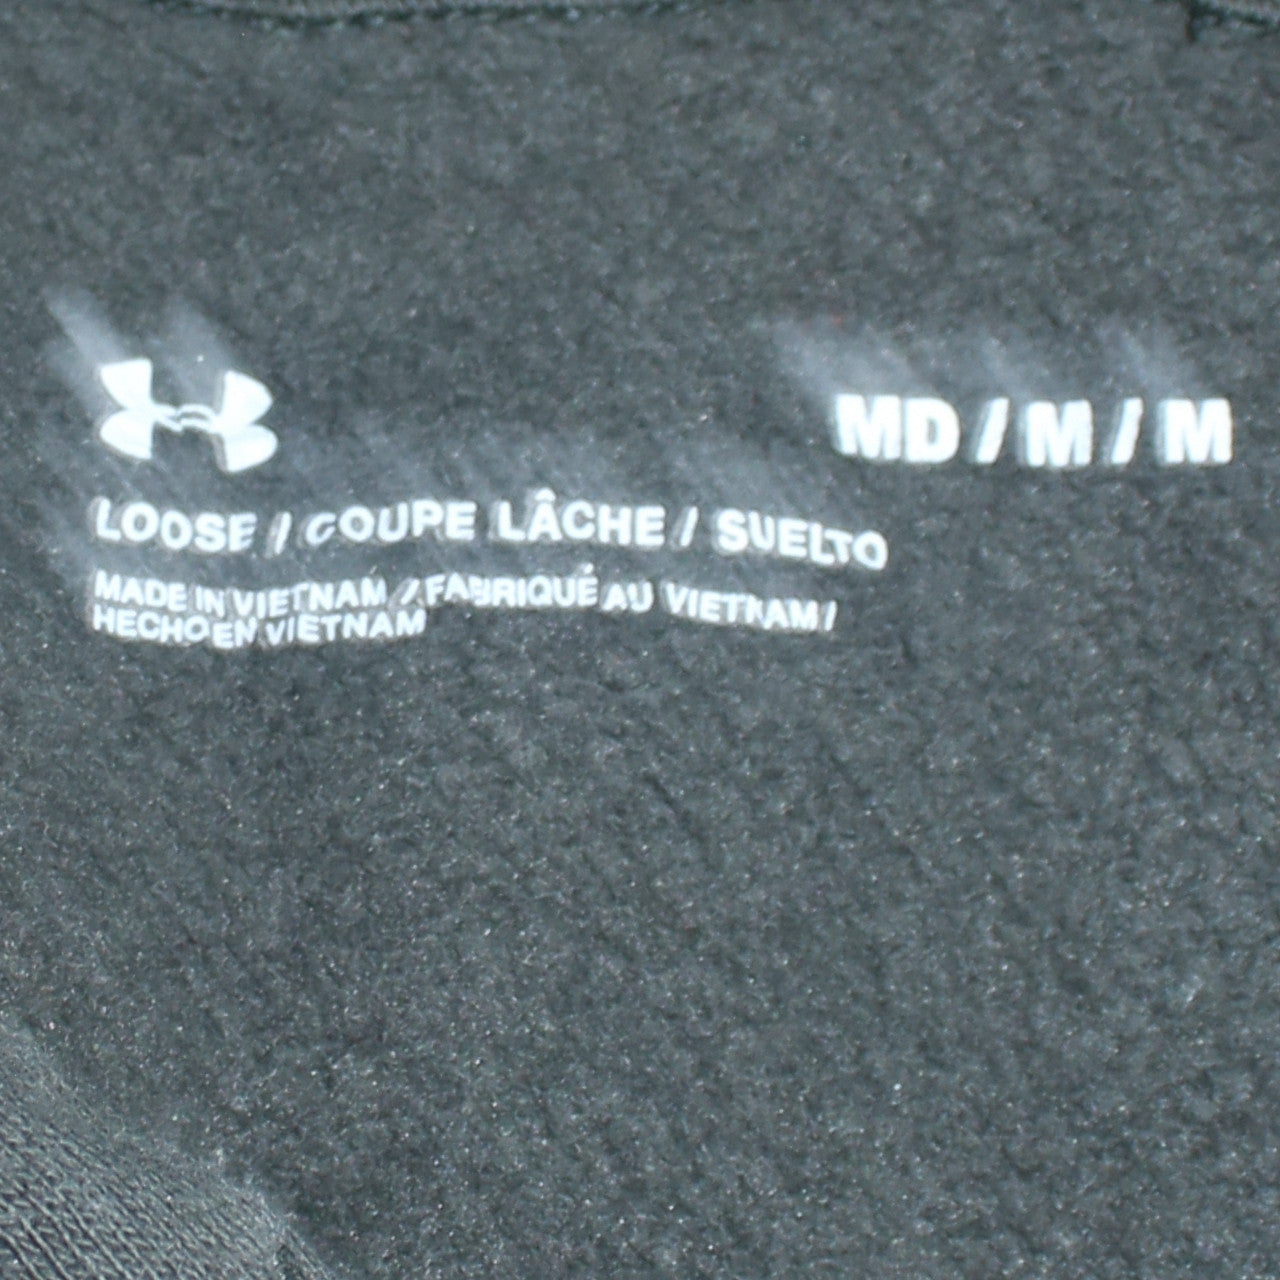 MD / M / M
LOOSE / COUPE LÂCHE / SUELTO
MADE IN VIETNAM / FABRIQUÉ AU VIETNAM /
HECHO EN VIETNAM